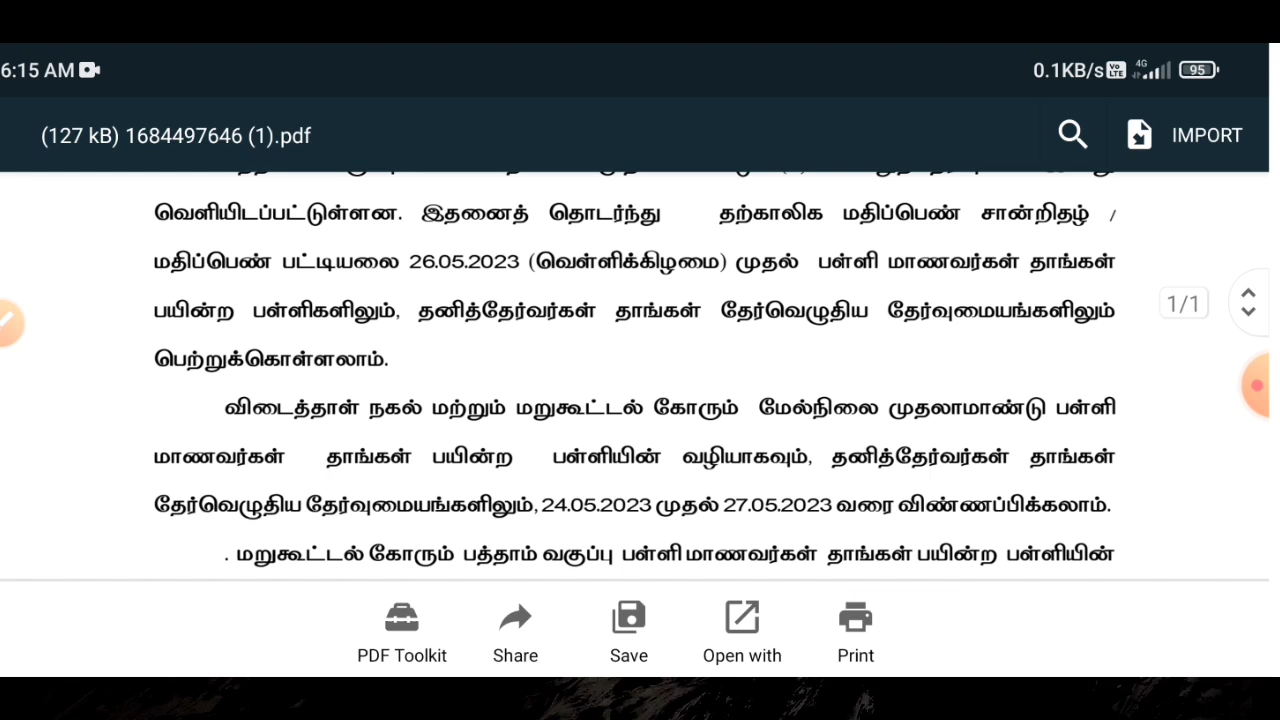 6:15 AM
0.1KB/s Vo LTE 4G 95
(127 kB) 1684497646 (1).pdf
IMPORT
வெளியிடப்பட்டுள்ளன. இதனைத் தொடர்ந்து தற்காலிக மதிப்பெண் சான்றிதழ் /
மதிப்பெண் பட்டியலை 26.05.2023 (வெள்ளிக்கிழமை) முதல் பள்ளி மாணவர்கள் தாங்கள்
பயின்ற பள்ளிகளிலும், தனித்தேர்வர்கள் தாங்கள் தேர்வெழுதிய தேர்வுமையங்களிலும்
பெற்றுக்கொள்ளலாம்.
1/1
விடைத்தாள் நகல் மற்றும் மறுகூட்டல் கோரும் மேல்நிலை முதலாமாண்டு பள்ளி
மாணவர்கள் தாங்கள் பயின்ற பள்ளியின் வழியாகவும், தனித்தேர்வர்கள் தாங்கள்
தேர்வெழுதிய தேர்வுமையங்களிலும், 24.05.2023 முதல் 27.05.2023 வரை விண்ணப்பிக்கலாம்.
. மறுகூட்டல் கோரும் பத்தாம் வகுப்பு பள்ளி மாணவர்கள் தாங்கள் பயின்ற பள்ளியின்
PDF Toolkit
Share
Save
Open with
Print